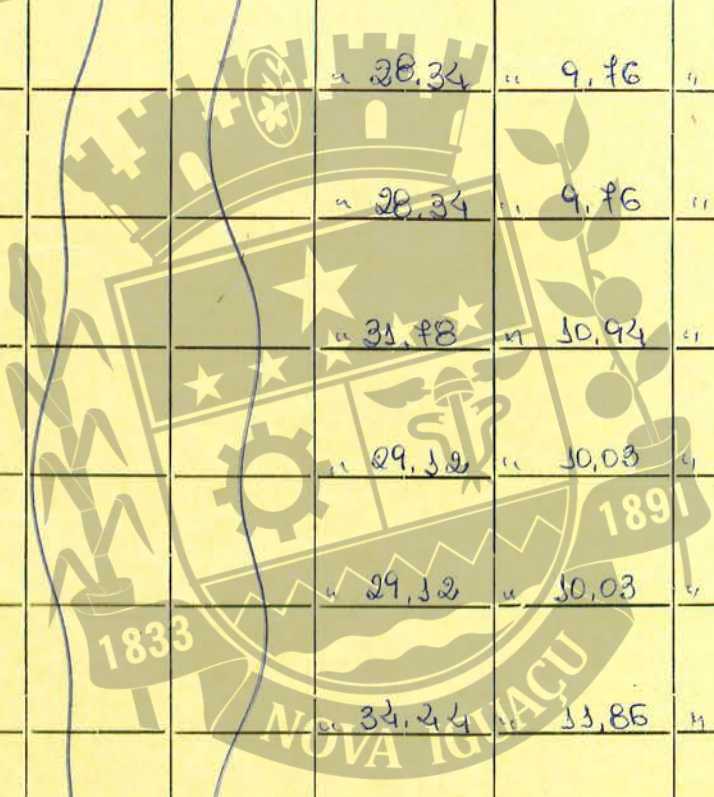 " 28.34 " 9.76 "
" 28.34 " 9.76 "
" 31.78 " 10.94 "
" 29.12 " 10.03 "
1891
" 29,12 " 10.03 "
1833
" 34.44 " 11,86 "
NOVA IGUAÇU